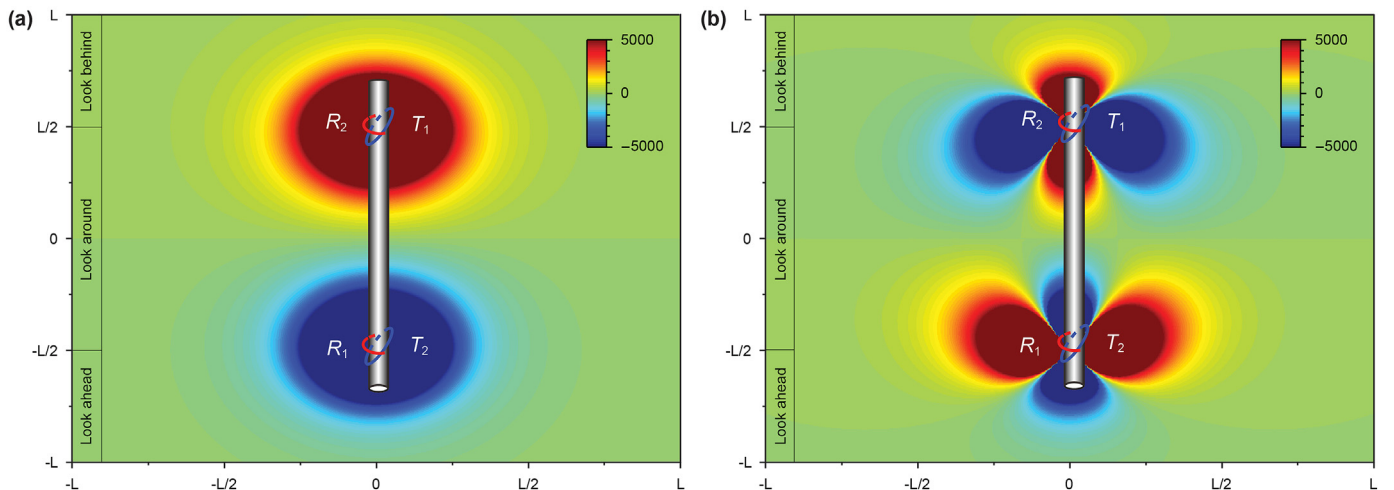 (a)
L
L/2
0
-L/2
-L
-L
-L/2
0
L/2
L
Look behind
Look around
Look ahead
R2
T1
R1
T2
5000
0
−5000
(b)
L
L/2
0
-L/2
-L
-L
-L/2
0
L/2
L
Look behind
Look around
Look ahead
R2
T1
R1
T2
5000
0
−5000